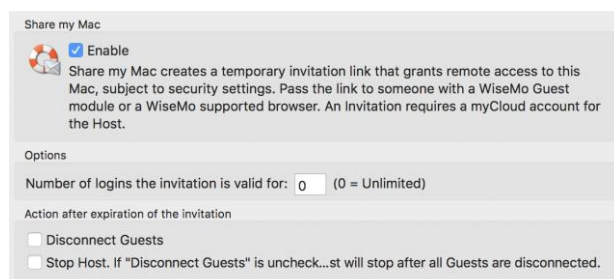 Share my Mac
Enable
Share my Mac creates a temporary invitation link that grants remote access to this
Mac, subject to security settings. Pass the link to someone with a WiseMo Guest
module or a WiseMo supported browser. An Invitation requires a myCloud account for
the Host.
Options
Number of logins the invitation is valid for: 0 (0 = Unlimited)
Action after expiration of the invitation
Disconnect Guests
Stop Host. If "Disconnect Guests" is uncheck...st will stop after all Guests are disconnected.